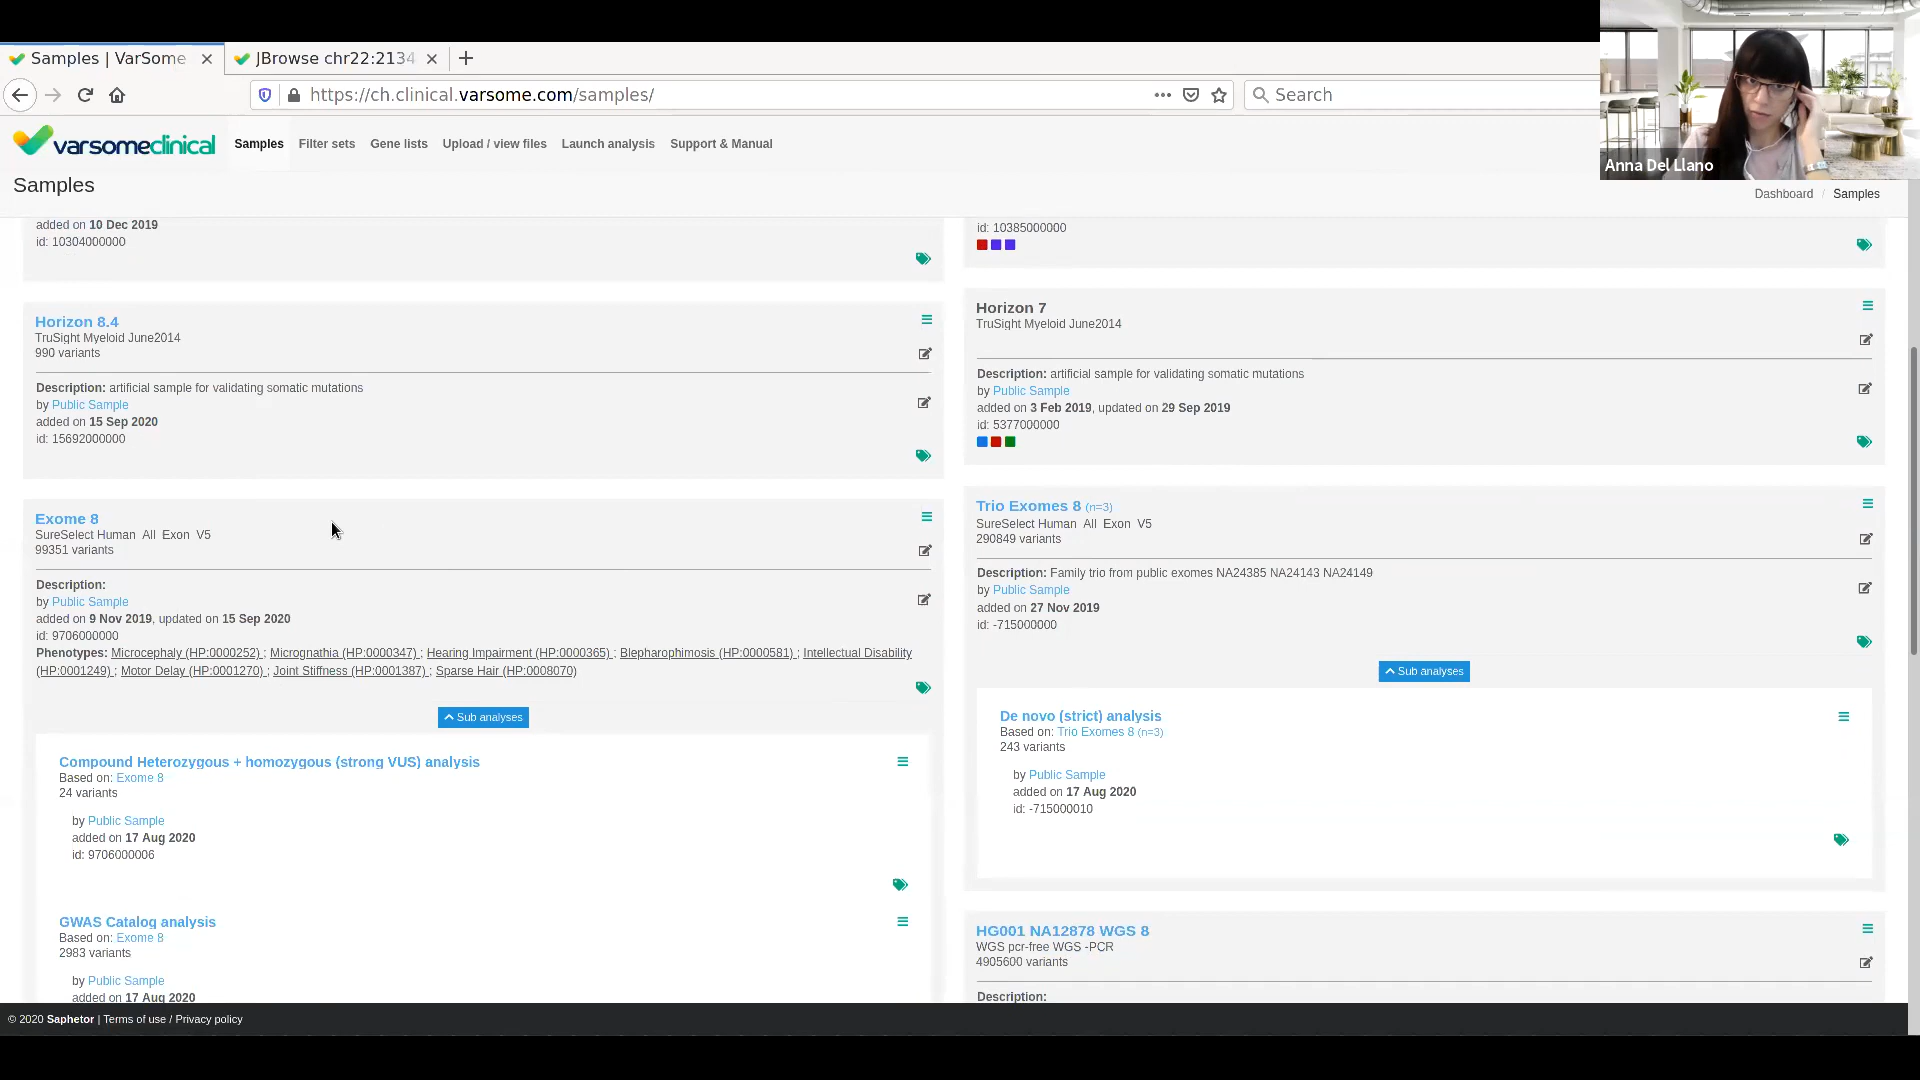 Samples | VarSome
JBrowse chr22:2134
https://ch.clinical.varsome.com/samples/
Search
Anna Del Llano
varsomeclinical
Samples
Filter sets
Gene lists
Upload / view files
Launch analysis
Support & Manual
Samples
Dashboard / Samples
added on 10 Dec 2019
id: 10304000000
Horizon 8.4
TruSight Myeloid June2014
990 variants
Description: artificial sample for validating somatic mutations
by Public Sample
added on 15 Sep 2020
id: 15692000000
Exome 8
SureSelect Human All Exon V5
99351 variants
Description:
by Public Sample
added on 9 Nov 2019, updated on 15 Sep 2020
id: 9706000000
Phenotypes: Microcephaly (HP:0000252) ; Micrognathia (HP:0000347) ; Hearing Impairment (HP:0000365) ; Blepharophimosis (HP:0000581) ; Intellectual Disability
(HP:0001249) ; Motor Delay (HP:0001270) ; Joint Stiffness (HP:0001387) ; Sparse Hair (HP:0008070)
Sub analyses
Compound Heterozygous + homozygous (strong VUS) analysis
Based on: Exome 8
24 variants
by Public Sample
added on 17 Aug 2020
id: 9706000006
GWAS Catalog analysis
Based on: Exome 8
2983 variants
by Public Sample
added on 17 Aug 2020
id: 10385000000
Horizon 7
TruSight Myeloid June2014
Description: artificial sample for validating somatic mutations
by Public Sample
added on 3 Feb 2019, updated on 29 Sep 2019
id: 5377000000
Trio Exomes 8 (n=3)
SureSelect Human All Exon V5
290849 variants
Description: Family trio from public exomes NA24385 NA24143 NA24149
by Public Sample
added on 27 Nov 2019
id: -715000000
Sub analyses
De novo (strict) analysis
Based on: Trio Exomes 8 (n=3)
243 variants
by Public Sample
added on 17 Aug 2020
id: -715000010
HG001 NA12878 WGS 8
WGS pcr-free WGS -PCR
4905600 variants
Description:
© 2020 Saphetor | Terms of use / Privacy policy